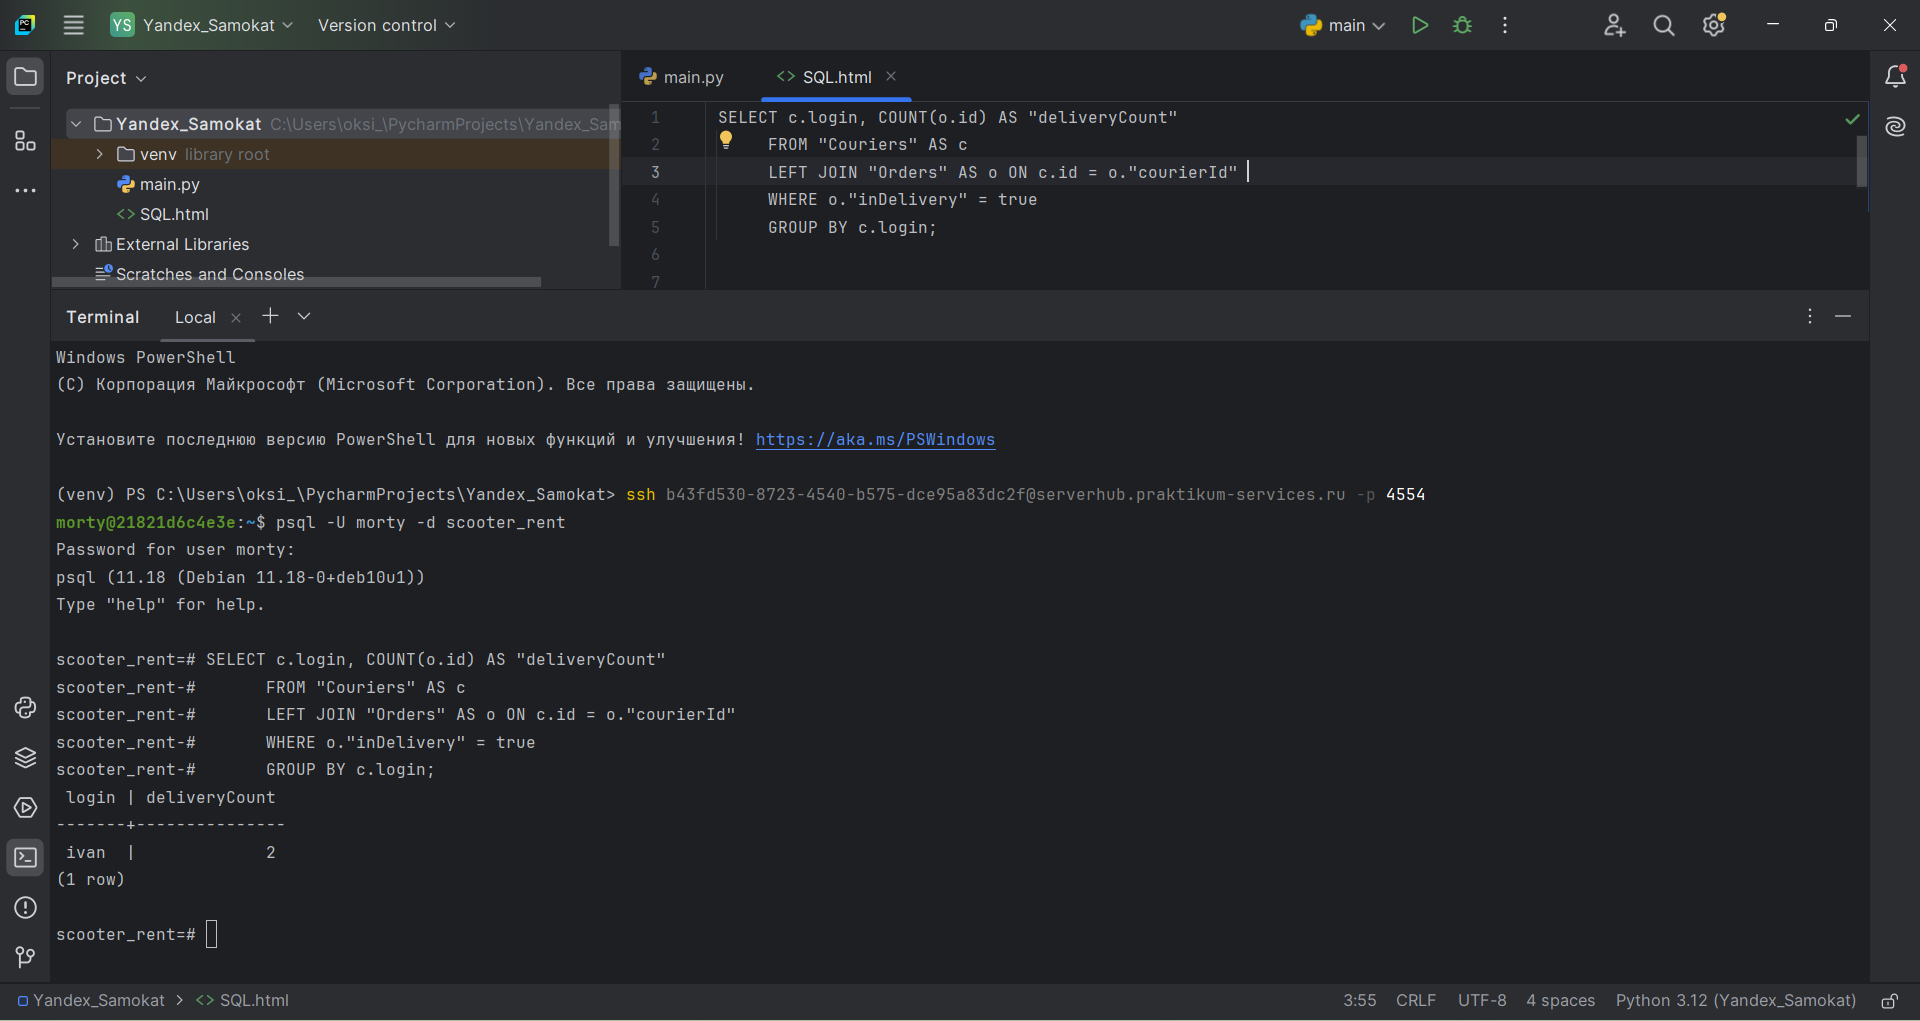 YS Yandex_Samokat Version control main
Project
main.py SQL.html
Yandex_Samokat C:\Users\oksi_\PycharmProjects\Yandex_Sam
venv library root
main.py
SQL.html
External Libraries
Scratches and Consoles
1 SELECT c.login, COUNT(o.id) AS "deliveryCount"
2 FROM "Couriers" AS c
3 LEFT JOIN "Orders" AS o ON c.id = o."courierId"
4 WHERE o."inDelivery" = true
5 GROUP BY c.login;
6
7
Terminal Local
Windows PowerShell
(C) Корпорация Майкрософт (Microsoft Corporation). Все права защищены.
Установите последнюю версию PowerShell для новых функций и улучшения! https://aka.ms/PSWindows
(venv) PS C:\Users\oksi_\PycharmProjects\Yandex_Samokat> ssh b43fd530-8723-4540-b575-dce95a83dc2f@serverhub.praktikum-services.ru -p 4554
morty@21821d6c4e3e:~$ psql -U morty -d scooter_rent
Password for user morty:
psql (11.18 (Debian 11.18-0+deb10u1))
Type "help" for help.
scooter_rent=# SELECT c.login, COUNT(o.id) AS "deliveryCount"
scooter_rent-# FROM "Couriers" AS c
scooter_rent-# LEFT JOIN "Orders" AS o ON c.id = o."courierId"
scooter_rent-# WHERE o."inDelivery" = true
scooter_rent-# GROUP BY c.login;
login | deliveryCount
-------+---------------
ivan | 2
(1 row)
scooter_rent=#
Yandex_Samokat > SQL.html 3:55 CRLF UTF-8 4 spaces Python 3.12 (Yandex_Samokat)